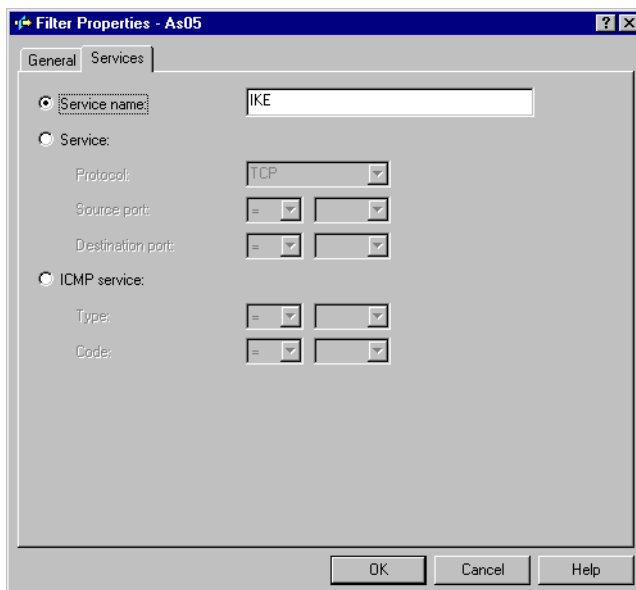 Filter Properties - As05
General Services
Service name: IKE
Service:
Protocol: TCP
Source port: =
Destination port: =
ICMP service:
Type: =
Code: =
OK Cancel Help